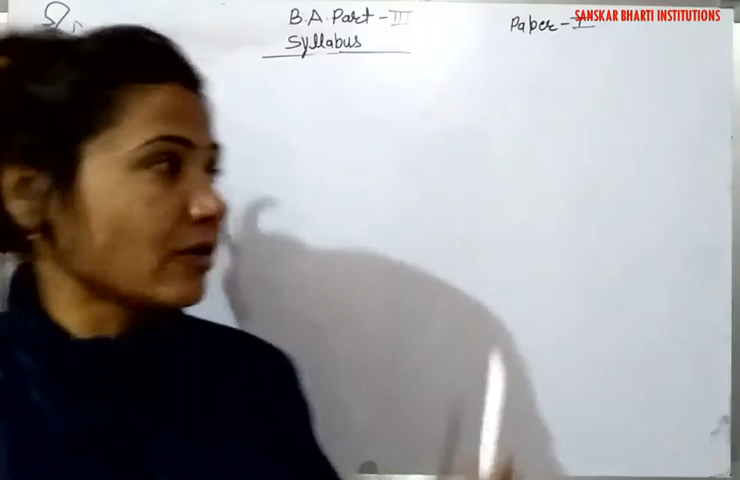 B.A. Part - III
Syllabus
Paper - I
SANSKAR BHARTI INSTITUTIONS